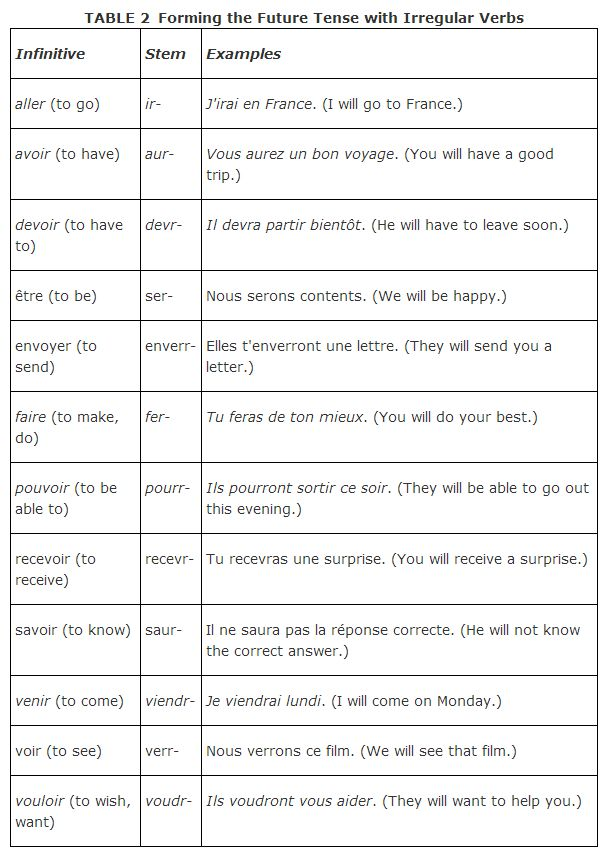 TABLE 2 Forming the Future Tense with Irregular Verbs
Infinitive Stem Examples
aller (to go) ir- J'irai en France. (I will go to France.)
avoir (to have) aur- Vous aurez un bon voyage. (You will have a good
trip.)
devoir (to have devr- Il devra partir bientôt. (He will have to leave soon.)
to)
être (to be) ser- Nous serons contents. (We will be happy.)
envoyer (to enverr- Elles t'enverront une lettre. (They will send you a
send) letter.)
faire (to make, fer- Tu feras de ton mieux. (You will do your best.)
do)
pouvoir (to be pourr- Ils pourront sortir ce soir. (They will be able to go out
able to) this evening.)
recevoir (to recevr- Tu recevras une surprise. (You will receive a surprise.)
receive)
savoir (to know) saur- Il ne saura pas la réponse correcte. (He will not know
the correct answer.)
venir (to come) viendr- Je viendrai lundi. (I will come on Monday.)
voir (to see) verr- Nous verrons ce film. (We will see that film.)
vouloir (to wish, voudr- Ils voudront vous aider. (They will want to help you.)
want)